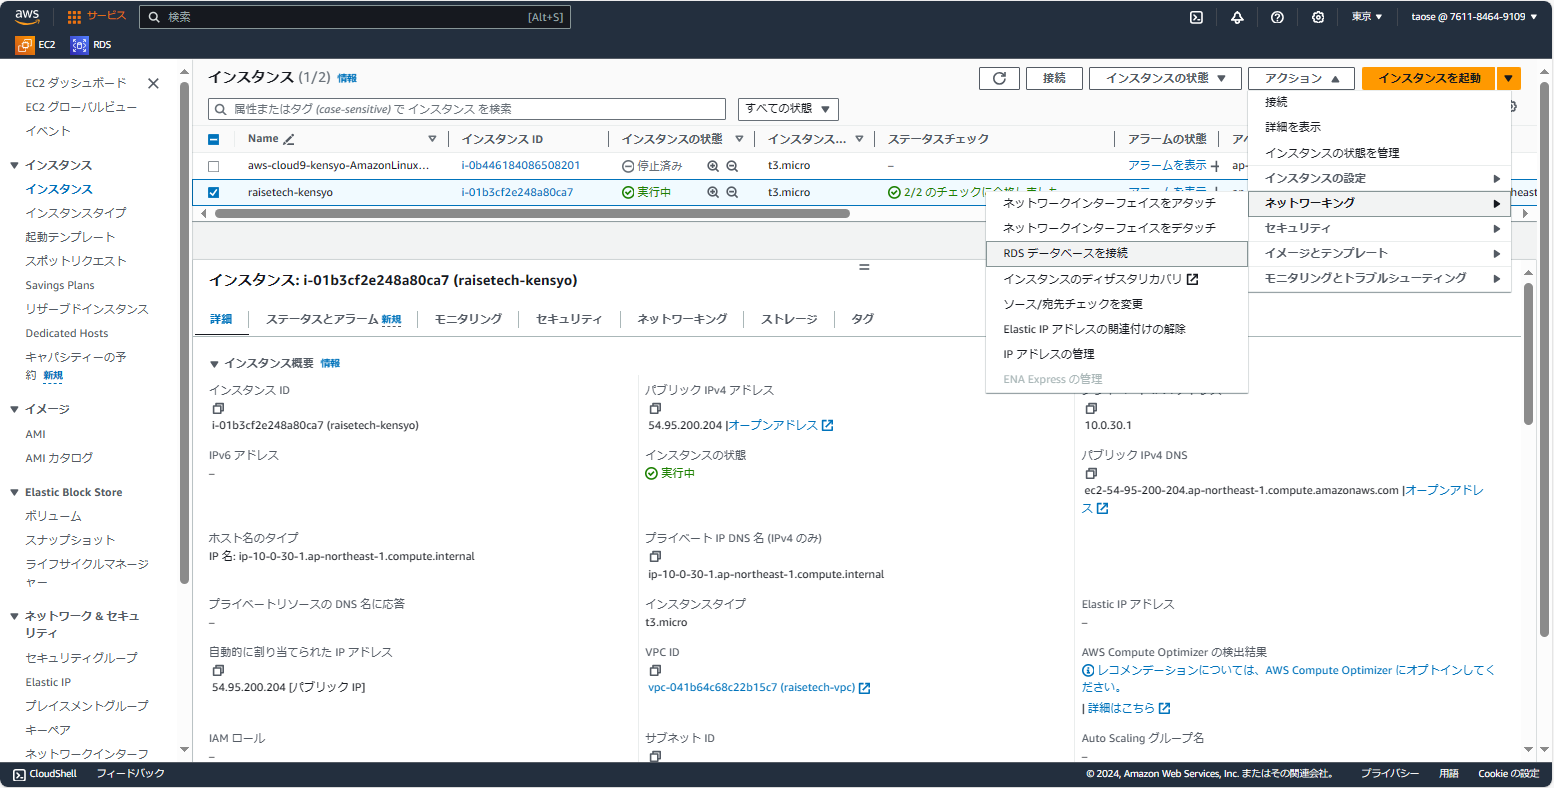 aws
サービス
検索
[Alt+S]
東京 ▼
taose @ 7611-8464-9109 ▼
EC2
RDS
EC2 ダッシュボード
EC2 グローバルビュー
イベント
インスタンス
インスタンス
インスタンスタイプ
起動テンプレート
スポットリクエスト
Savings Plans
リザーブドインスタンス
Dedicated Hosts
キャパシティーの予
約 新規
イメージ
AMI
AMI カタログ
Elastic Block Store
ボリューム
スナップショット
ライフサイクルマネージ
ャー
ネットワーク & セキュ
リティ
セキュリティグループ
Elastic IP
プレイスメントグループ
キーペア
ネットワークインターフ
インスタンス (1/2) 情報
接続
インスタンスの状態 ▼
アクション ▲
インスタンスを起動
属性またはタグ (case-sensitive) で インスタンス を検索
すべての状態 ▼
Name
インスタンス ID
インスタンスの状態
インスタンス...
ステータスチェック
アラームの状態
アベ
aws-cloud9-kensyo-AmazonLinux...
i-0b446184086508201
停止済み
t3.micro
–
アラームを表示
ap-
raisetech-kensyo
i-01b3cf2e248a80ca7
実行中
t3.micro
2/2 のチェックに合格しました
アラームを表示
heast
接続
詳細を表示
インスタンスの状態を管理
インスタンスの設定
ネットワーキング
セキュリティ
イメージとテンプレート
モニタリングとトラブルシューティング
ネットワークインターフェイスをアタッチ
ネットワークインターフェイスをデタッチ
RDS データベースを接続
インスタンスのディザスタリカバリ
ソース/宛先チェックを変更
Elastic IP アドレスの関連付けの解除
IP アドレスの管理
ENA Express の管理
インスタンス: i-01b3cf2e248a80ca7 (raisetech-kensyo)
詳細
ステータスとアラーム 新規
モニタリング
セキュリティ
ネットワーキング
ストレージ
タグ
▼ インスタンス概要 情報
インスタンス ID
i-01b3cf2e248a80ca7 (raisetech-kensyo)
パブリック IPv4 アドレス
54.95.200.204 |オープンアドレス
10.0.30.1
IPv6 アドレス
–
インスタンスの状態
実行中
パブリック IPv4 DNS
ec2-54-95-200-204.ap-northeast-1.compute.amazonaws.com |オープンアドレ
ス
ホスト名のタイプ
IP 名: ip-10-0-30-1.ap-northeast-1.compute.internal
プライベート IP DNS 名 (IPv4 のみ)
ip-10-0-30-1.ap-northeast-1.compute.internal
プライベートリソースの DNS 名に応答
–
インスタンスタイプ
t3.micro
Elastic IP アドレス
–
自動的に割り当てられた IP アドレス
54.95.200.204 [パブリック IP]
VPC ID
vpc-041b64c68c22b15c7 (raisetech-vpc)
AWS Compute Optimizer の検出結果
レコメンデーションについては、AWS Compute Optimizer にオプトインしてく
ださい。
| 詳細はこちら
IAM ロール
–
サブネット ID
Auto Scaling グループ名
–
CloudShell
フィードバック
© 2024, Amazon Web Services, Inc. またはその関連会社。
プライバシー
用語
Cookie の設定